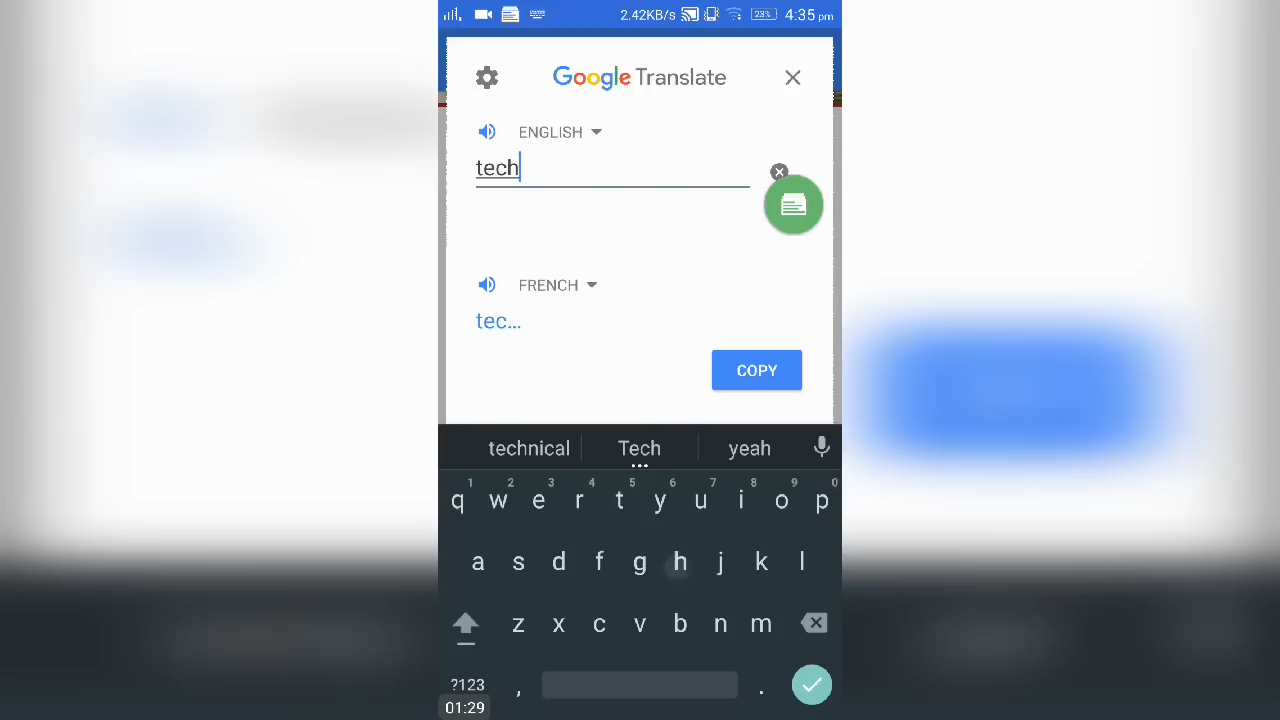 2.42KB/s 23% 4:35 pm
Google Translate
ENGLISH
tech
FRENCH
tec...
COPY
technical Tech yeah
1 2 3 4 5 6 7 8 9 0
q w e r t y u i o p
a s d f g h j k l
z x c v b n m
?123 , .
01:29